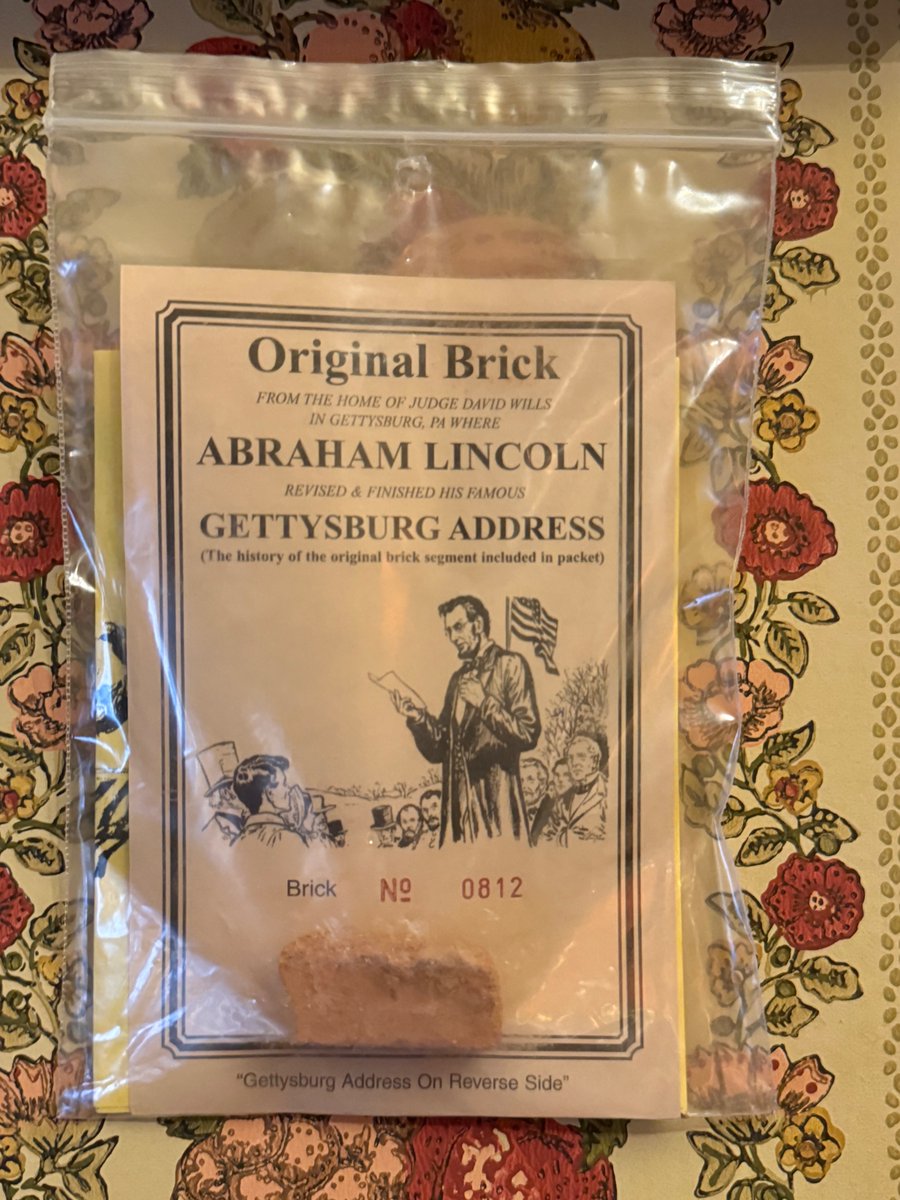 Original Brick
FROM THE HOME OF JUDGE DAVID WILLS
IN GETTYSBURG, PA WHERE
ABRAHAM LINCOLN
REVISED & FINISHED HIS FAMOUS
GETTYSBURG ADDRESS
(The history of the original brick segment included in packet)
Brick Nº 0812
"Gettysburg Address On Reverse Side"